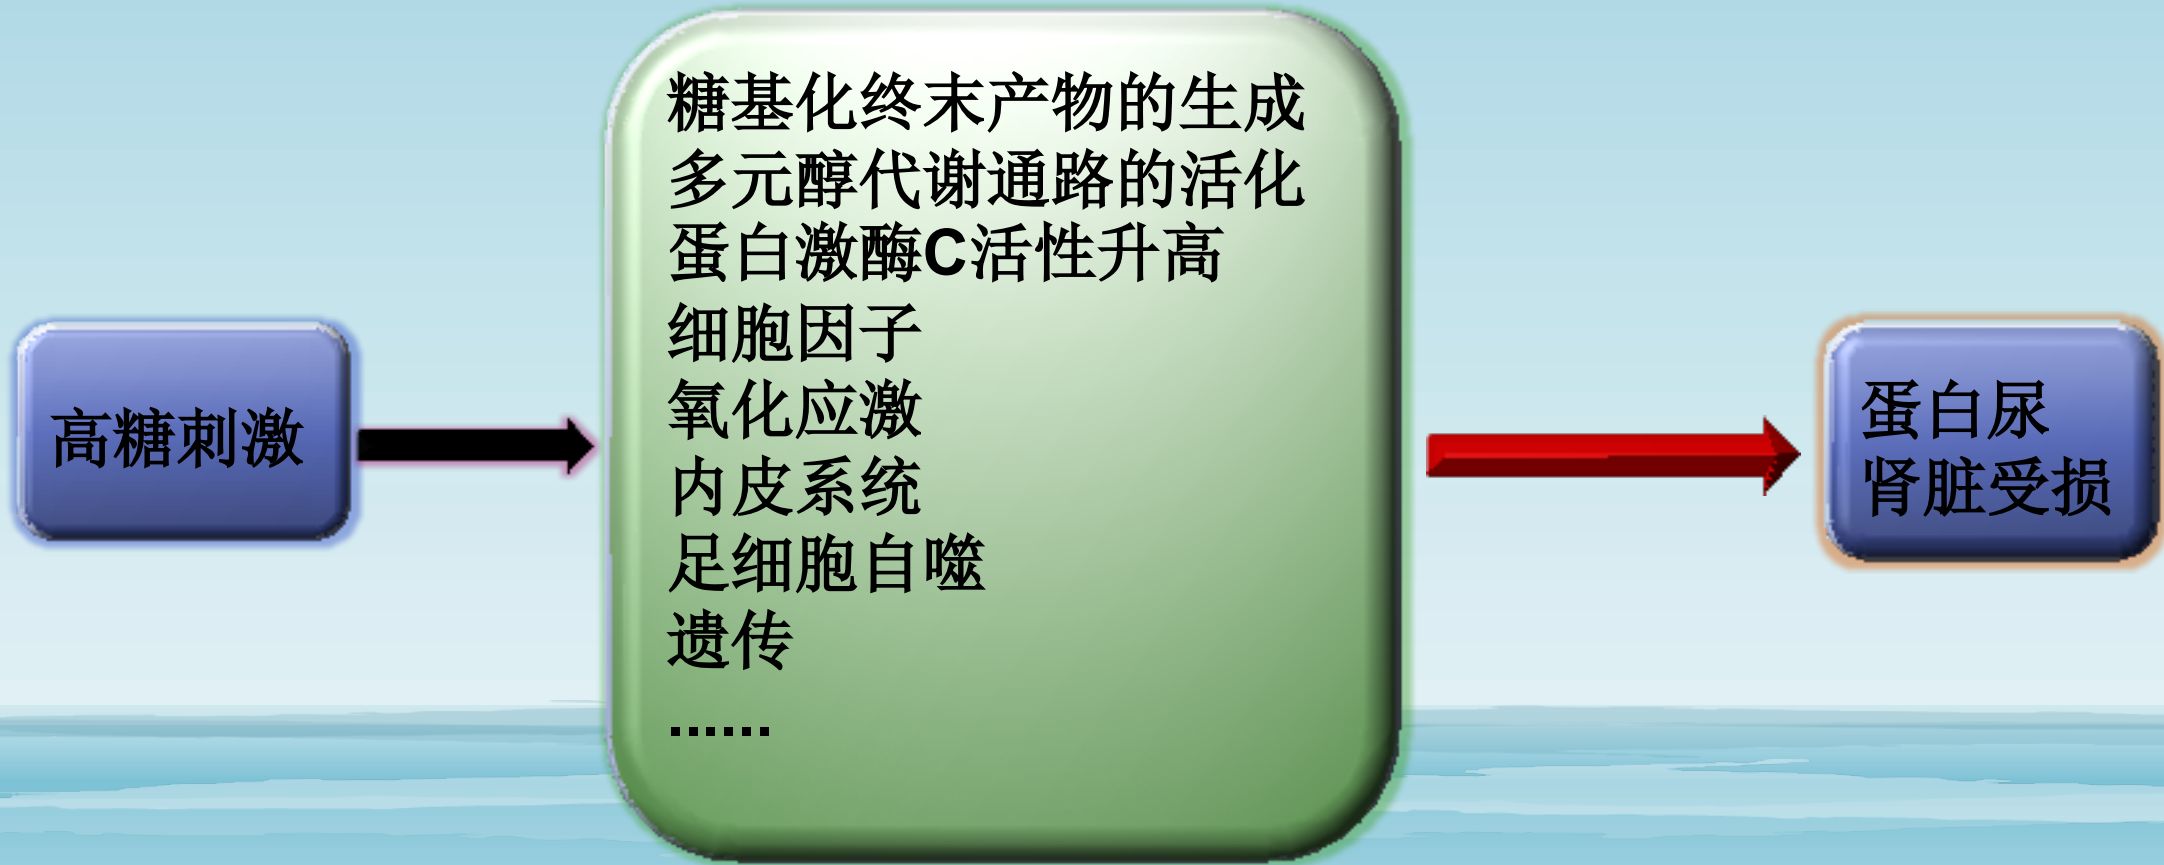 高糖刺激
糖基化终末产物的生成
多元醇代谢通路的活化
蛋白激酶C活性升高
细胞因子
氧化应激
内皮系统
足细胞自噬
遗传
......
蛋白尿
肾脏受损